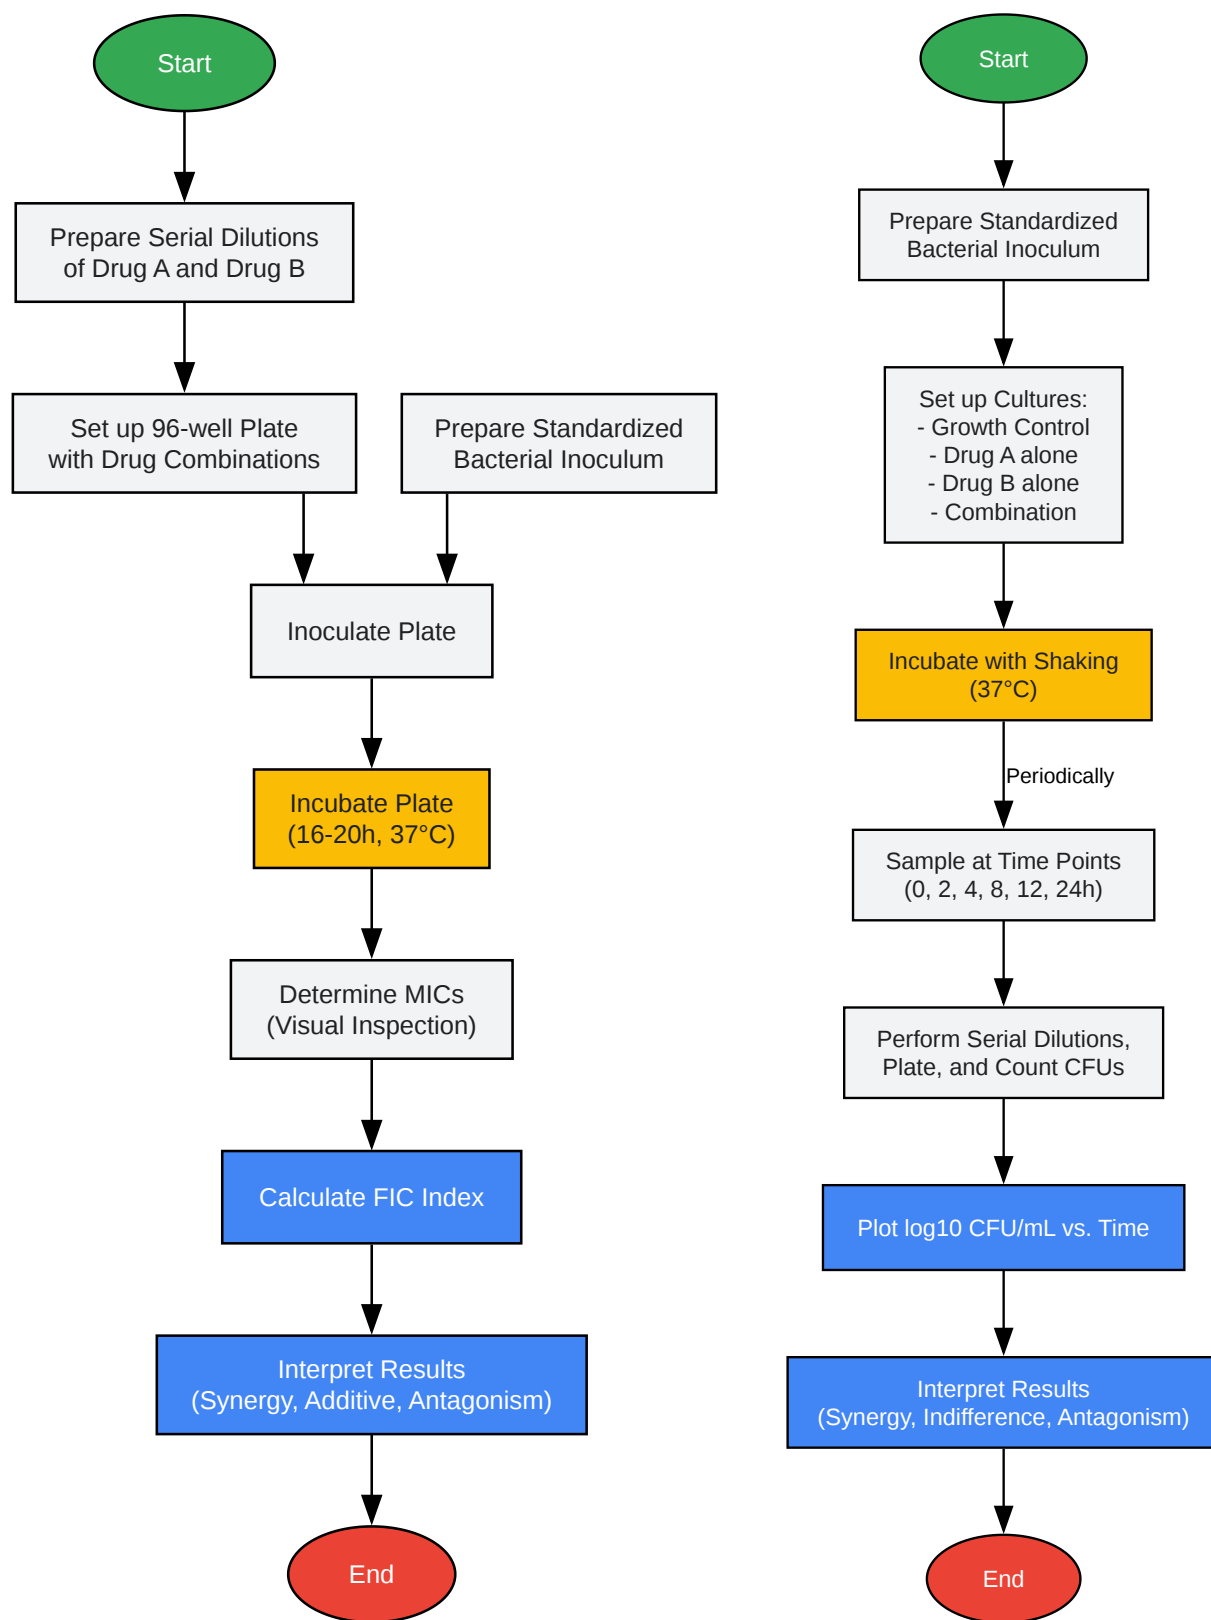 Start
Prepare Serial Dilutions
of Drug A and Drug B
Set up 96-well Plate
with Drug Combinations
Prepare Standardized
Bacterial Inoculum
Inoculate Plate
Incubate Plate
(16-20h, 37°C)
Determine MICs
(Visual Inspection)
Calculate FIC Index
Interpret Results
(Synergy, Additive, Antagonism)
End
Start
Prepare Standardized
Bacterial Inoculum
Set up Cultures:
- Growth Control
- Drug A alone
- Drug B alone
- Combination
Incubate with Shaking
(37°C)
Periodically
Sample at Time Points
(0, 2, 4, 8, 12, 24h)
Perform Serial Dilutions,
Plate, and Count CFUs
Plot log10 CFU/mL vs. Time
Interpret Results
(Synergy, Indifference, Antagonism)
End